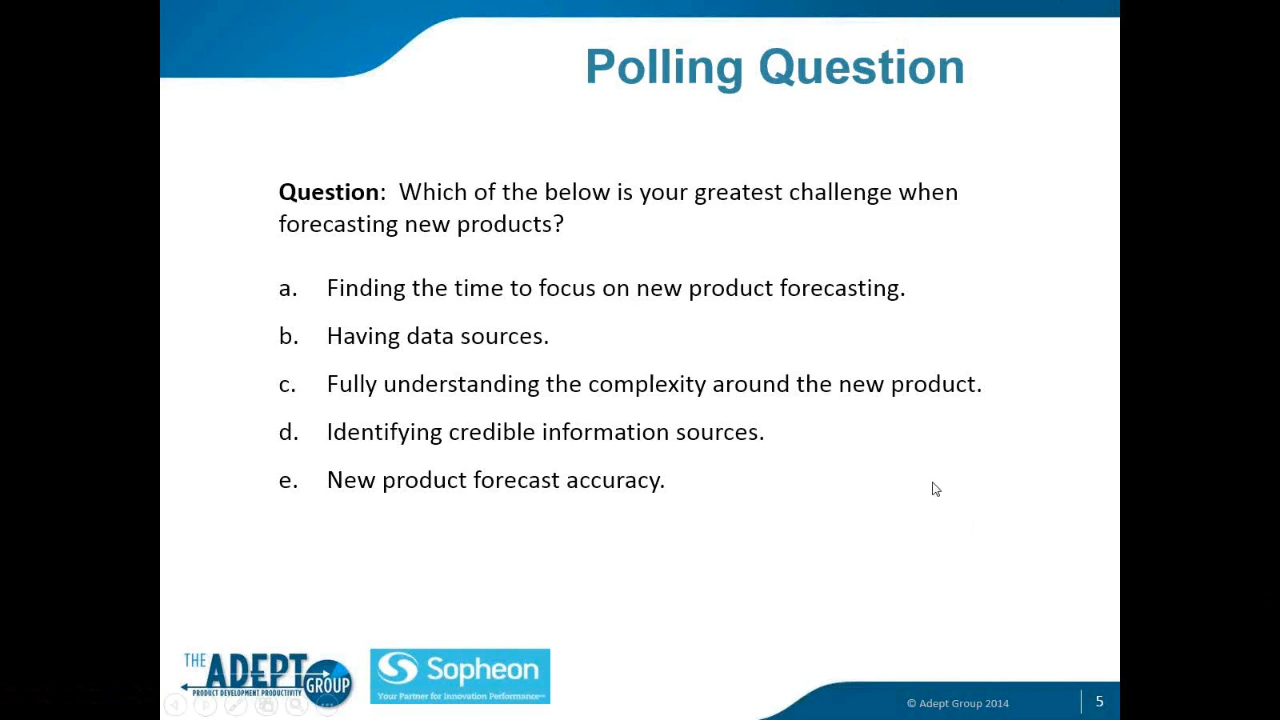 Polling Question
Question:  Which of the below is your greatest challenge when
forecasting new products?
a. Finding the time to focus on new product forecasting.
b. Having data sources.
c. Fully understanding the complexity around the new product.
d. Identifying credible information sources.
e. New product forecast accuracy.
THE ADEPT GROUP
PRODUCT DEVELOPMENT PRODUCTIVITY
Sopheon
Your Partner for Innovation Performance™
© Adept Group 2014
5